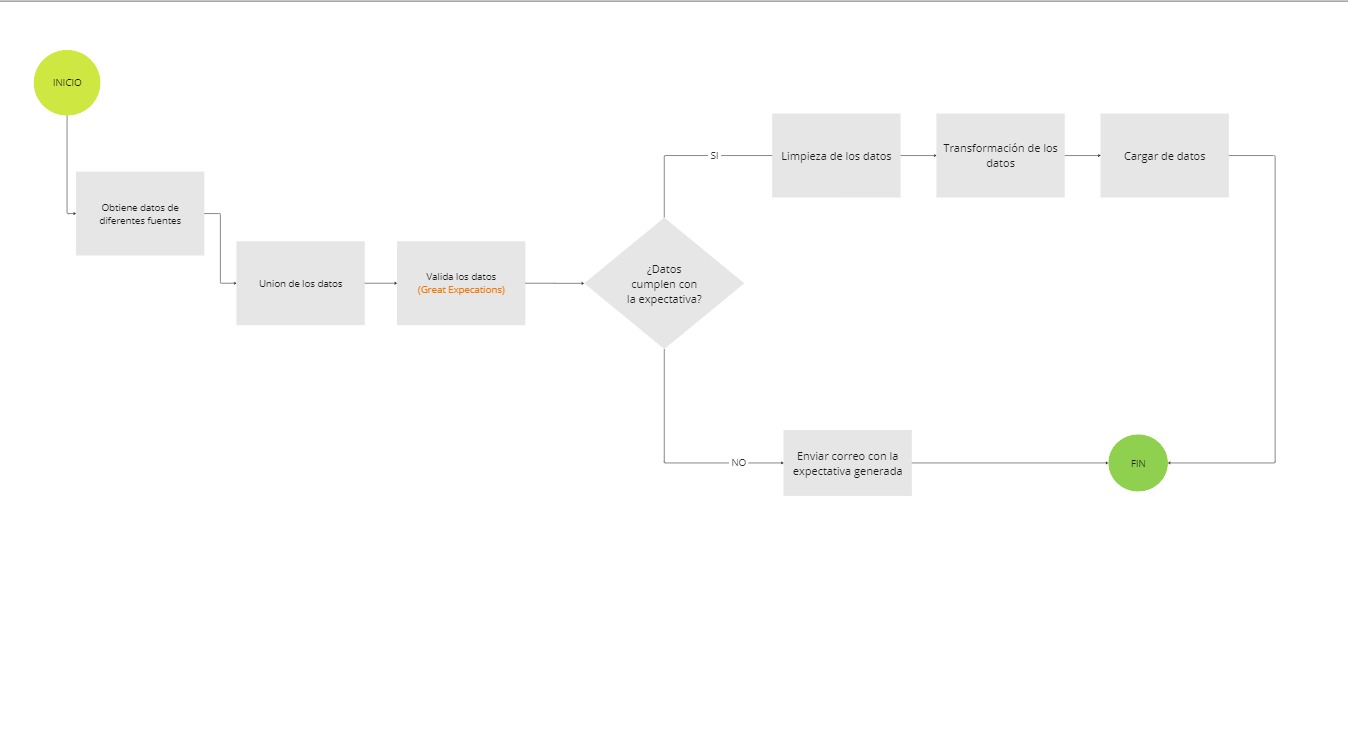 INICIO
Obtiene datos de
diferentes fuentes
Union de los datos
Valida los datos
(Great Expecations)
¿Datos
cumplen con
la expectativa?
SI
Limpieza de los datos
Transformación de los
datos
Cargar de datos
NO
Enviar correo con la
expectativa generada
FIN